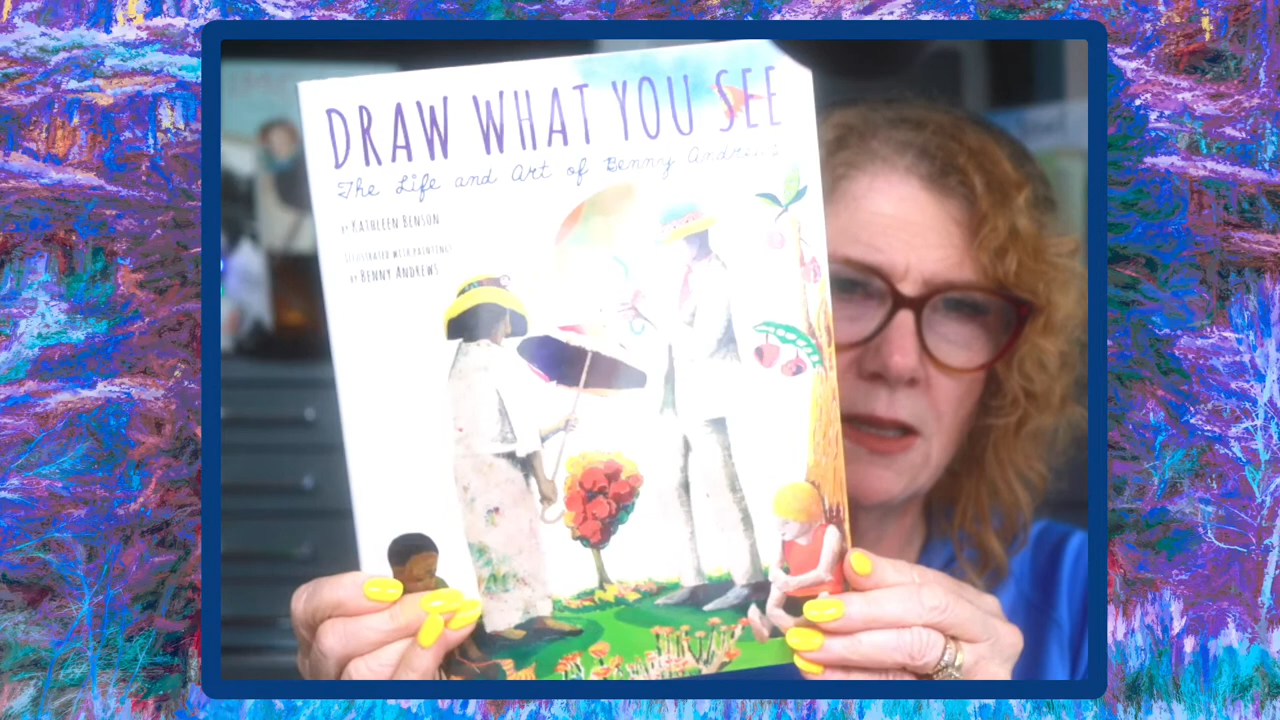 DRAW WHAT YOU SEE
The Life and Art of Benny Andrews
BY KATHLEEN BENSON
ILLUSTRATED WITH PAINTINGS
BY BENNY ANDREWS